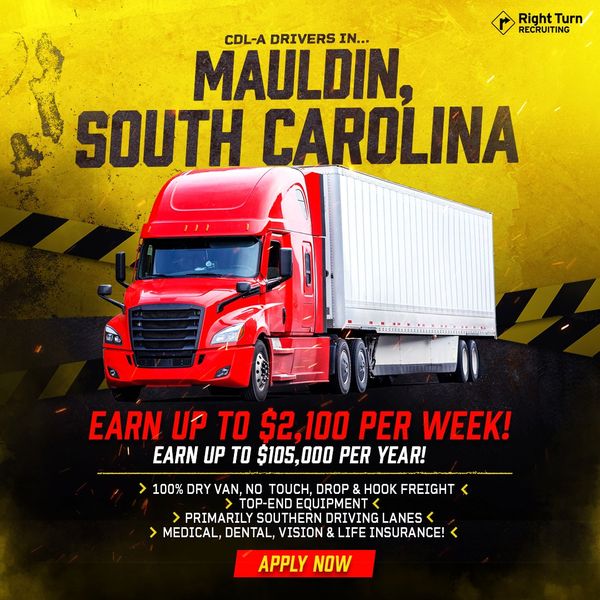 Right Turn
RECRUITING
CDL-A DRIVERS IN...
MAULDIN,
SOUTH CAROLINA
EARN UP TO $2,100 PER WEEK!
EARN UP TO $105,000 PER YEAR!
100% DRY VAN, NO TOUCH, DROP & HOOK FREIGHT
TOP-END EQUIPMENT
PRIMARILY SOUTHERN DRIVING LANES
MEDICAL, DENTAL, VISION & LIFE INSURANCE!
APPLY NOW